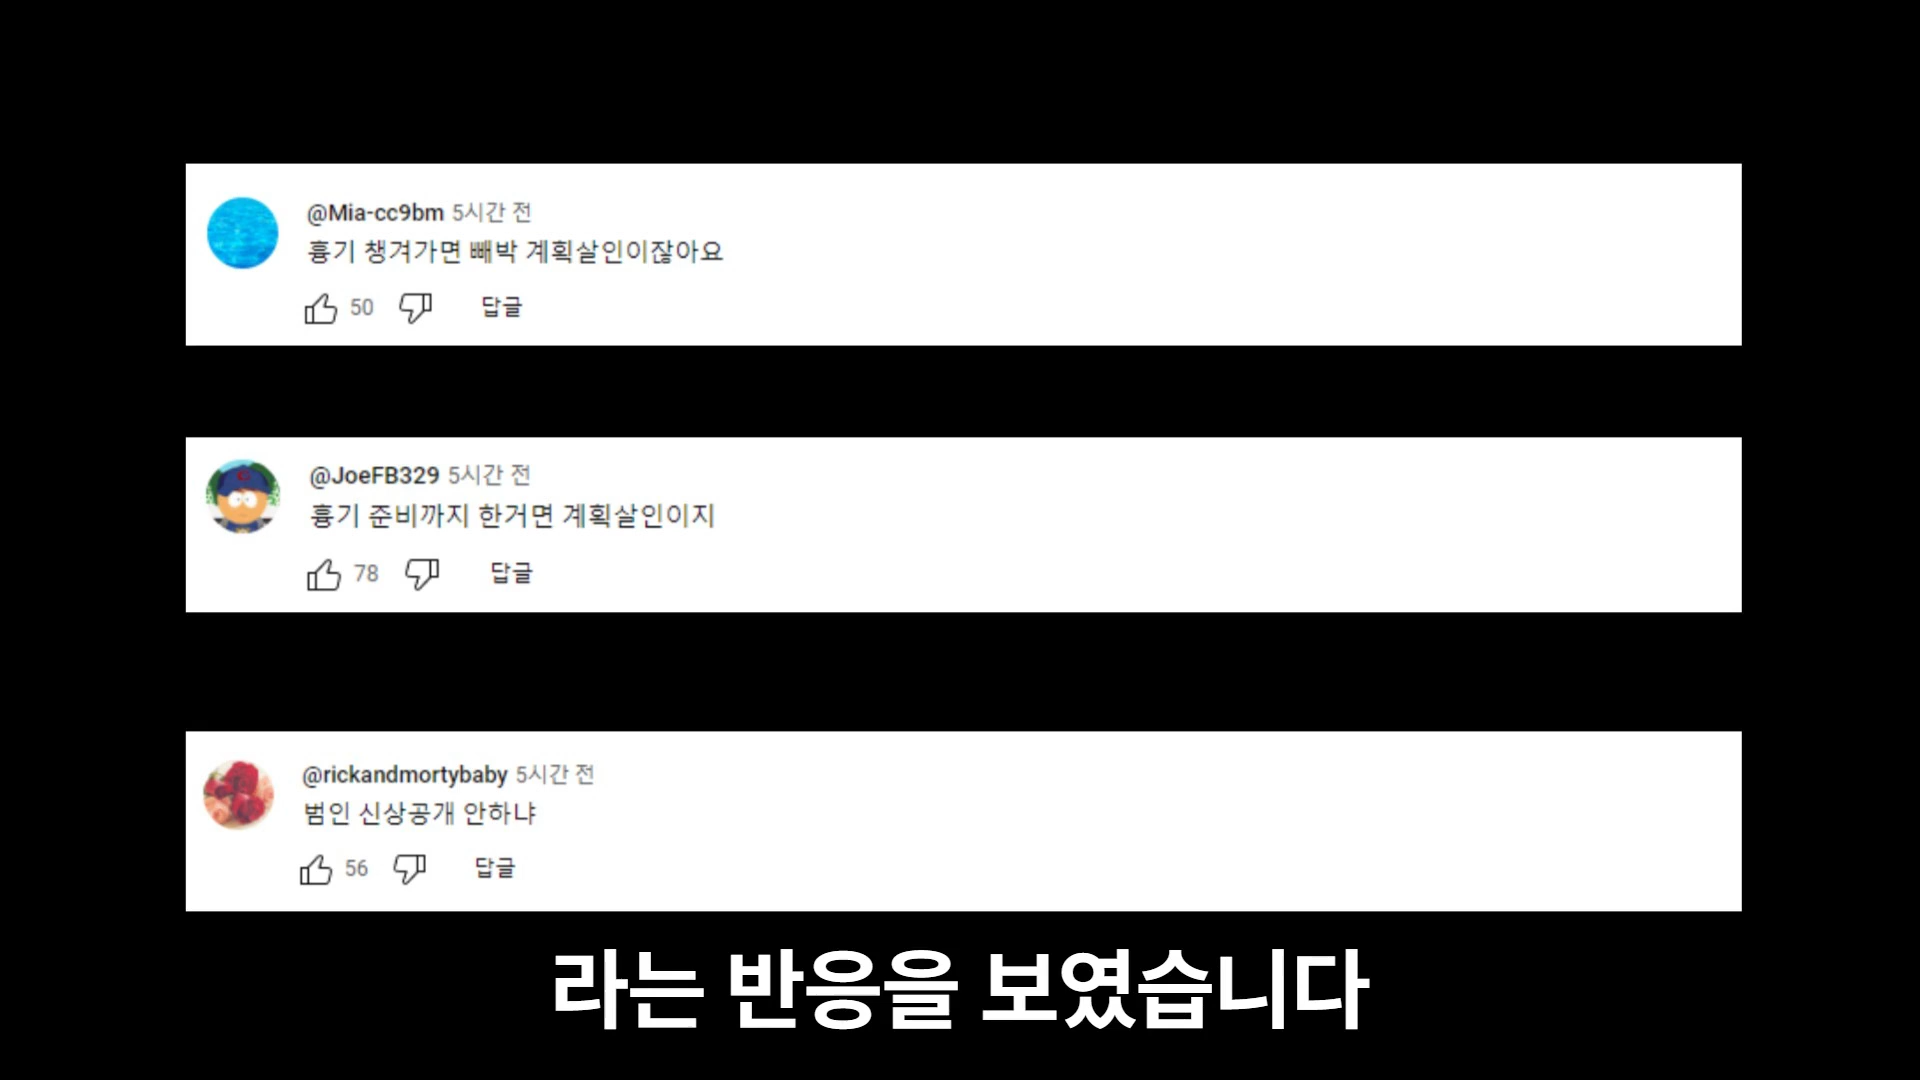 @Mia-cc9bm 5시간 전
흉기 챙겨가면 빼박 계획살인이잖아요
50 답글
@JoeFB329 5시간 전
흉기 준비까지 한거면 계획살인이지
78 답글
@rickandmortybaby 5시간 전
범인 신상공개 안하냐
56 답글
라는 반응을 보였습니다